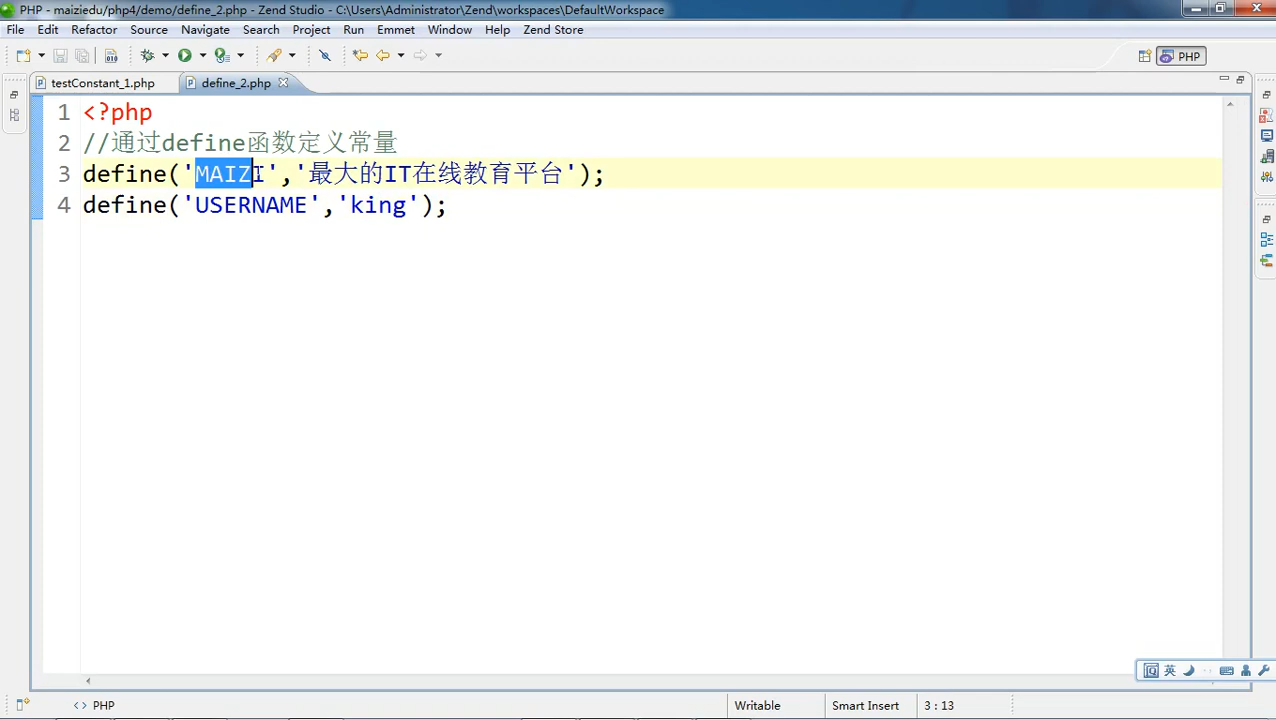 PHP - maiziedu/php4/demo/define_2.php - Zend Studio - C:\Users\Administrator\Zend\workspaces\DefaultWorkspace
File Edit Refactor Source Navigate Search Project Run Emmet Window Help Zend Store
PHP
testConstant_1.php define_2.php
1 <?php
2 //通过define函数定义常量
3 define('MAIZI','最大的IT在线教育平台');
4 define('USERNAME','king');
英
<> PHP Writable Smart Insert 3 : 13